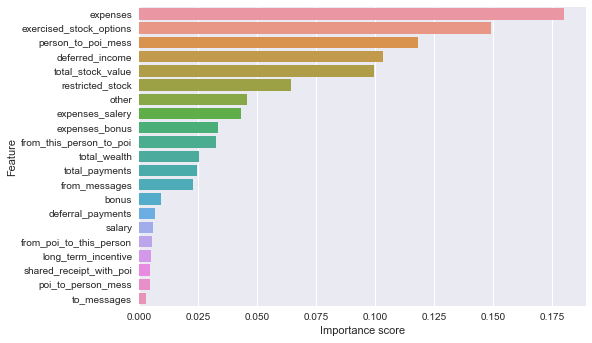 expenses
exercised_stock_options
person_to_poi_mess
deferred_income
total_stock_value
restricted_stock
other
expenses_salery
expenses_bonus
from_this_person_to_poi
total_wealth
total_payments
from_messages
bonus
deferral_payments
salary
from_poi_to_this_person
long_term_incentive
shared_receipt_with_poi
poi_to_person_mess
to_messages
Feature
0.000 0.025 0.050 0.075 0.100 0.125 0.150 0.175
Importance score